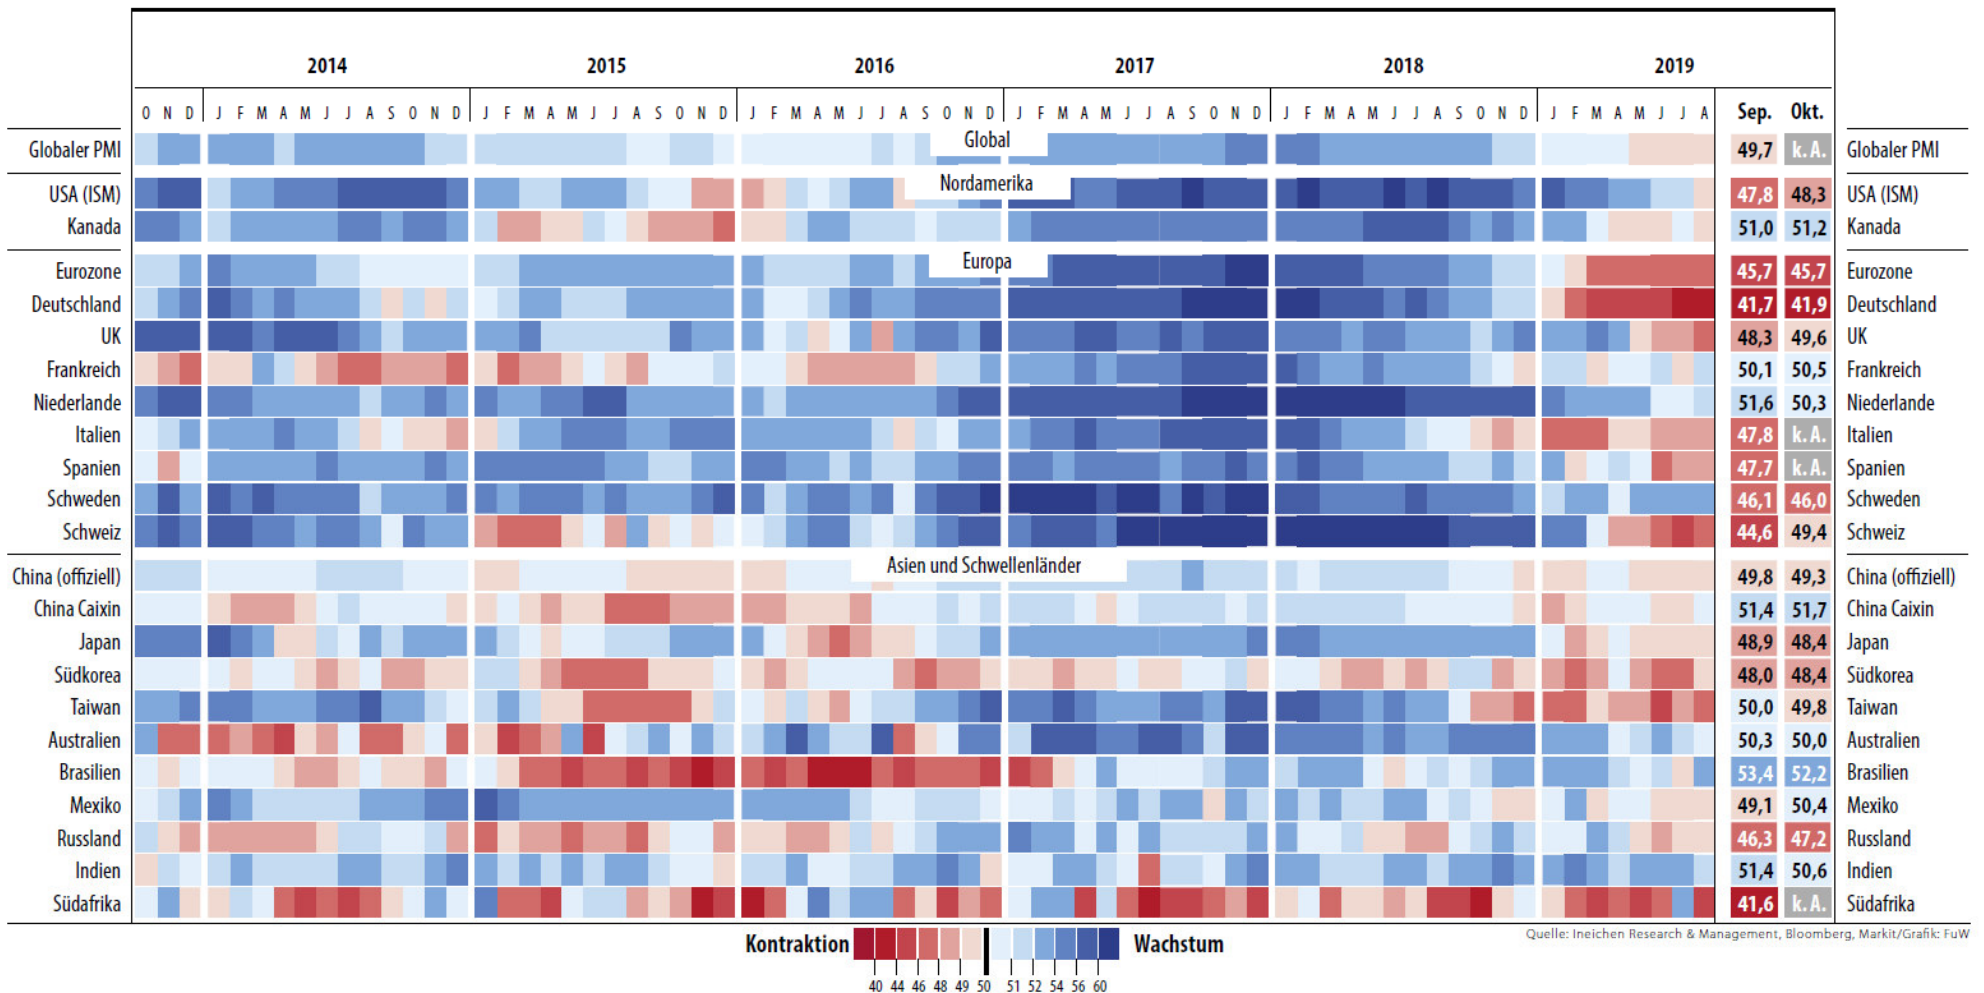 2014 2015 2016 2017 2018 2019
O N D J F M A M J J A S O N D J F M A M J J A S O N D J F M A M J J A S O N D J F M A M J J A S O N D J F M A M J J A S O N D J F M A M J J A Sep. Okt.
Global
Globaler PMI 49,7 k.A. Globaler PMI
Nordamerika
USA (ISM) 47,8 48,3 USA (ISM)
Kanada 51,0 51,2 Kanada
Europa
Eurozone 45,7 45,7 Eurozone
Deutschland 41,7 41,9 Deutschland
UK 48,3 49,6 UK
Frankreich 50,1 50,5 Frankreich
Niederlande 51,6 50,3 Niederlande
Italien 47,8 k.A. Italien
Spanien 47,7 k.A. Spanien
Schweden 46,1 46,0 Schweden
Schweiz 44,6 49,4 Schweiz
Asien und Schwellenländer
China (offiziell) 49,8 49,3 China (offiziell)
China Caixin 51,4 51,7 China Caixin
Japan 48,9 48,4 Japan
Südkorea 48,0 48,4 Südkorea
Taiwan 50,0 49,8 Taiwan
Australien 50,3 50,0 Australien
Brasilien 53,4 52,2 Brasilien
Mexiko 49,1 50,4 Mexiko
Russland 46,3 47,2 Russland
Indien 51,4 50,6 Indien
Südafrika 41,6 k.A. Südafrika
Quelle: Ineichen Research & Management, Bloomberg, Markit/Grafik: FuW
Kontraktion Wachstum
40 44 46 48 49 50 51 52 54 56 60